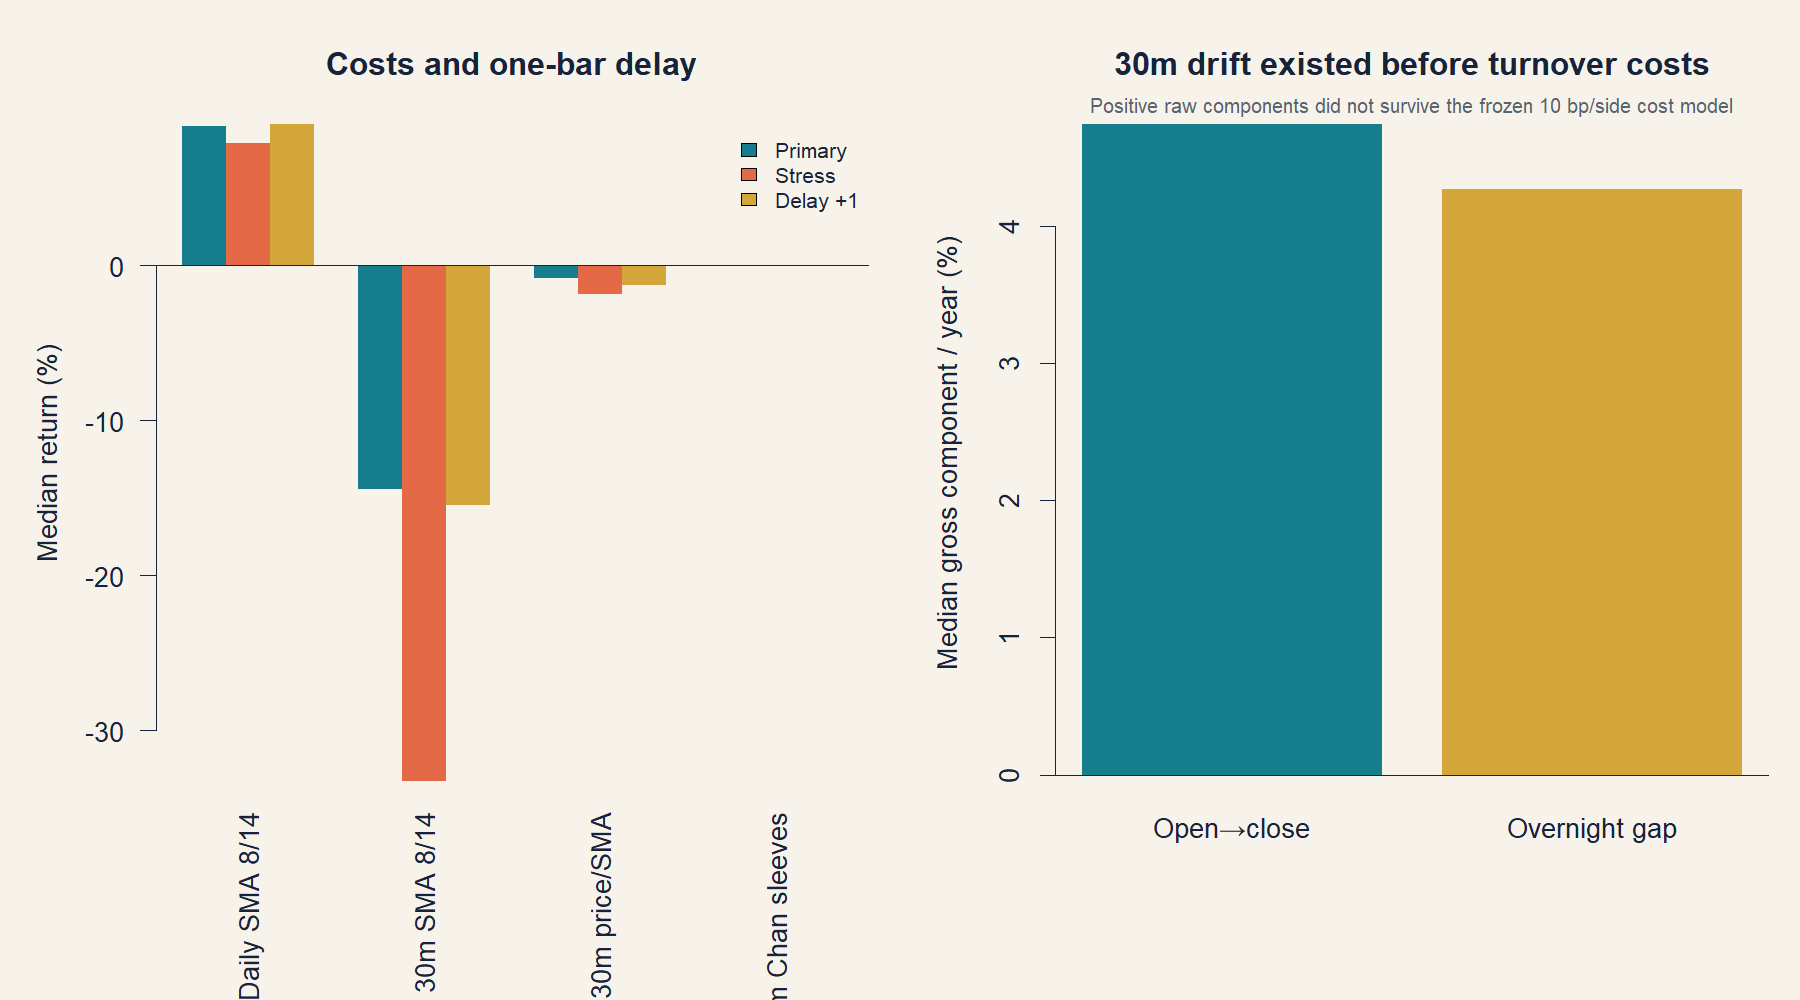 Costs and one-bar delay
Primary
Stress
Delay +1
Median return (%)
0
-10
-20
-30
Daily SMA 8/14
30m SMA 8/14
30m price/SMA
m Chan sleeves
30m drift existed before turnover costs
Positive raw components did not survive the frozen 10 bp/side cost model
Median gross component / year (%)
4
3
2
1
0
Open→close
Overnight gap